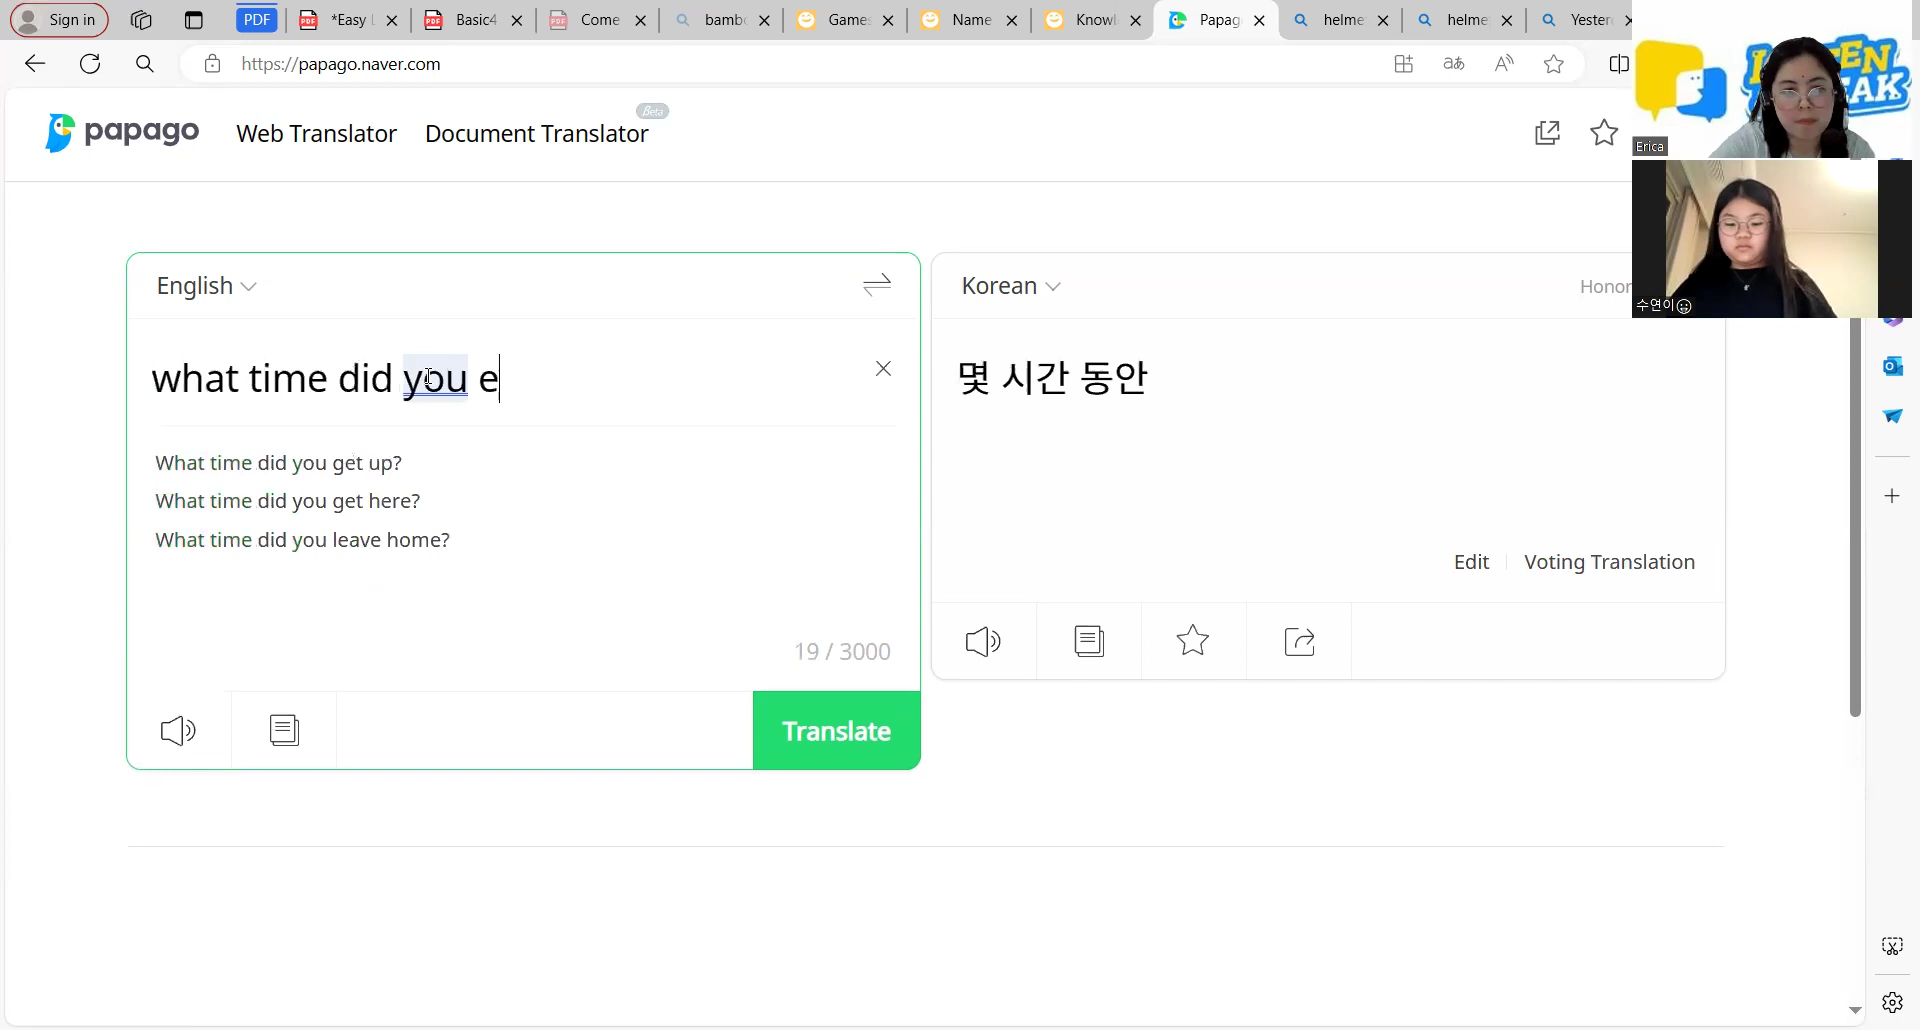 Sign in
PDF
*Easy L
Basic4
Come
bambo
Games
Name
Knowl
Papag
helme
helme
Yester
https://papago.naver.com
papago
Web Translator
Document Translator
Beta
Erica
수연이
English
Korean
Honor
what time did you e
몇 시간 동안
What time did you get up?
What time did you get here?
What time did you leave home?
Edit
Voting Translation
19 / 3000
Translate